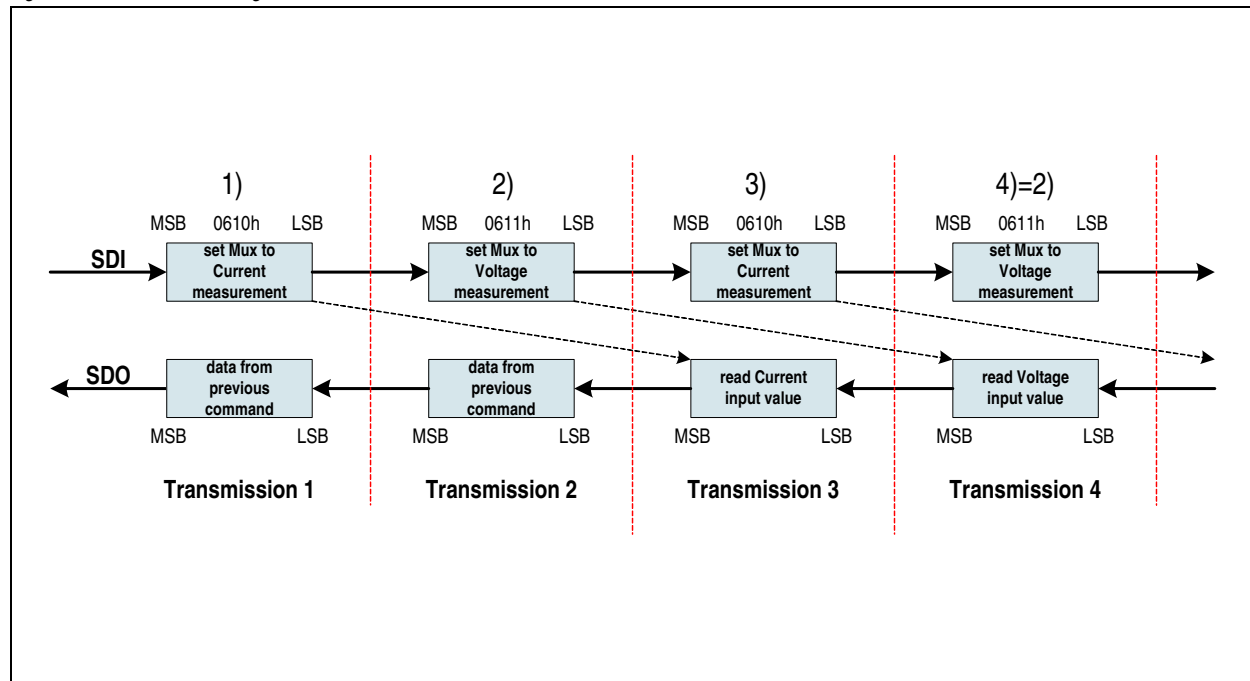 1) 2) 3) 4)=2)
MSB 0610h LSB MSB 0611h LSB MSB 0610h LSB MSB 0611h LSB
SDI
set Mux to
Current
measurement
set Mux to
Voltage
measurement
set Mux to
Current
measurement
set Mux to
Voltage
measurement
SDO
data from
previous
command
data from
previous
command
read Current
input value
read Voltage
input value
MSB LSB MSB LSB MSB LSB MSB LSB
Transmission 1 Transmission 2 Transmission 3 Transmission 4